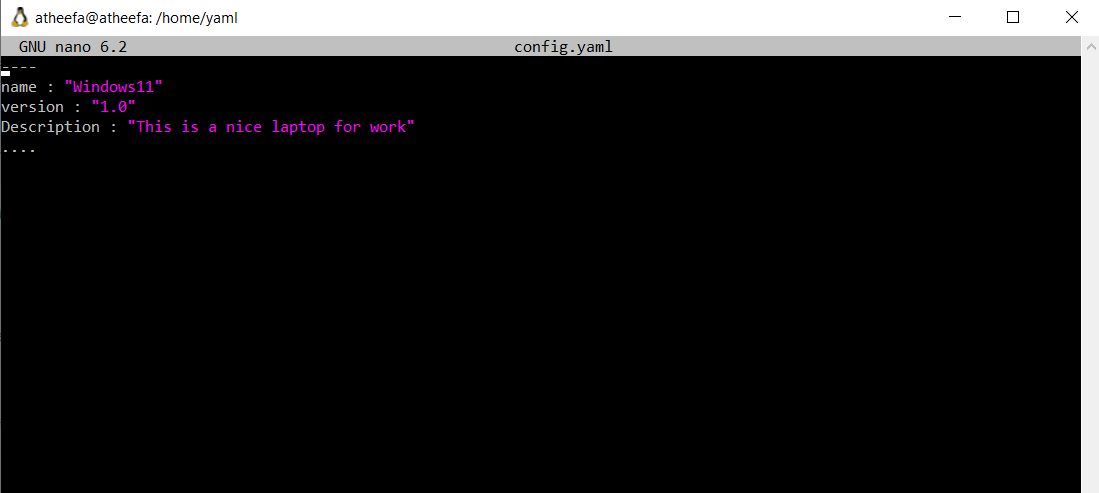 atheefa@atheefa: /home/yaml
GNU nano 6.2 config.yaml
----
name : "Windows11"
version : "1.0"
Description : "This is a nice laptop for work"
....